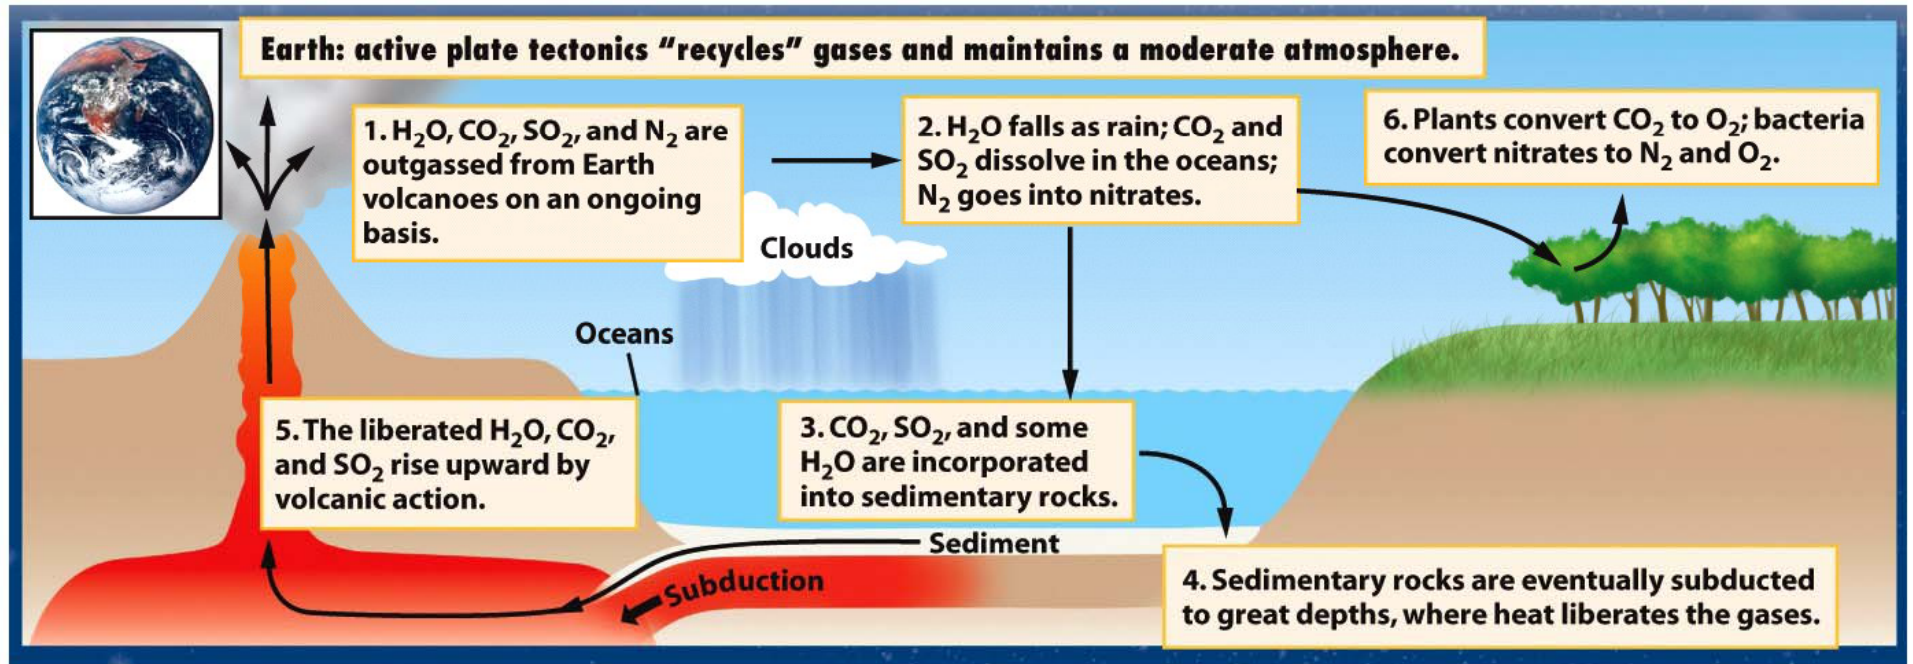 Earth: active plate tectonics “recycles” gases and maintains a moderate atmosphere.
1. H₂O, CO₂, SO₂, and N₂ are
outgassed from Earth
volcanoes on an ongoing
basis.
2. H₂O falls as rain; CO₂ and
SO₂ dissolve in the oceans;
N₂ goes into nitrates.
6. Plants convert CO₂ to O₂; bacteria
convert nitrates to N₂ and O₂.
Clouds
Oceans
5. The liberated H₂O, CO₂,
and SO₂ rise upward by
volcanic action.
3. CO₂, SO₂, and some
H₂O are incorporated
into sedimentary rocks.
Sediment
Subduction
4. Sedimentary rocks are eventually subducted
to great depths, where heat liberates the gases.